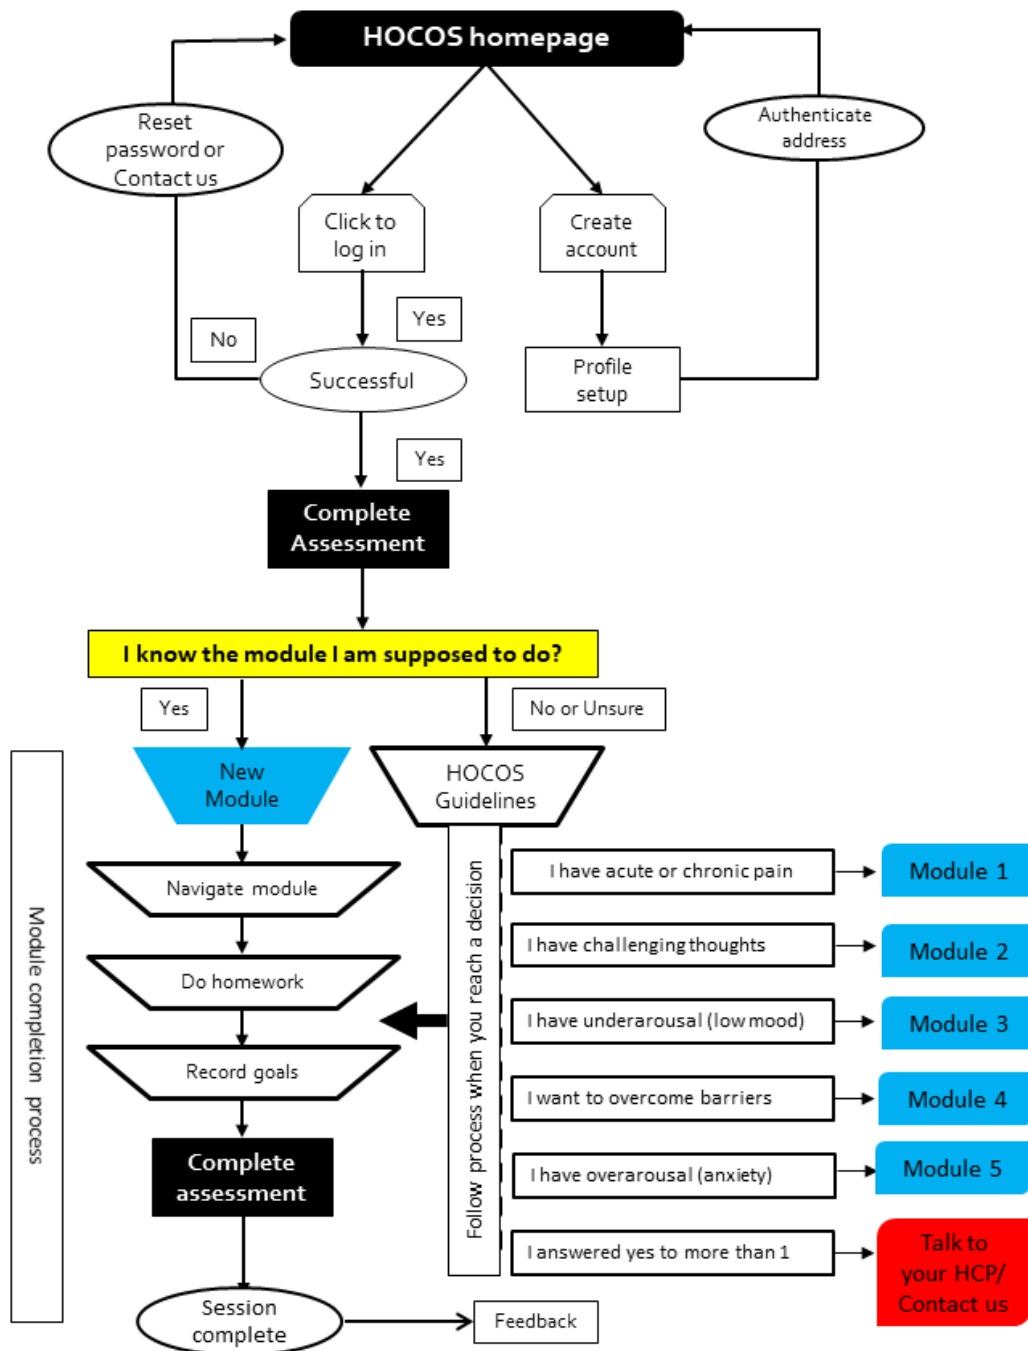 HOCOS homepage
Reset
password or
Contact us
Authenticate
address
Click to
log in
Create
account
Yes
No
Successful
Profile
setup
Yes
Complete
Assessment
I know the module I am supposed to do?
Yes
No or Unsure
New
Module
HOCOS
Guidelines
Module completion process
Follow process when you reach a decision
Navigate module
Do homework
Record goals
Complete
assessment
Session
complete
Feedback
I have acute or chronic pain
Module 1
I have challenging thoughts
Module 2
I have underarousal (low mood)
Module 3
I want to overcome barriers
Module 4
I have overarousal (anxiety)
Module 5
I answered yes to more than 1
Talk to
your HCP/
Contact us